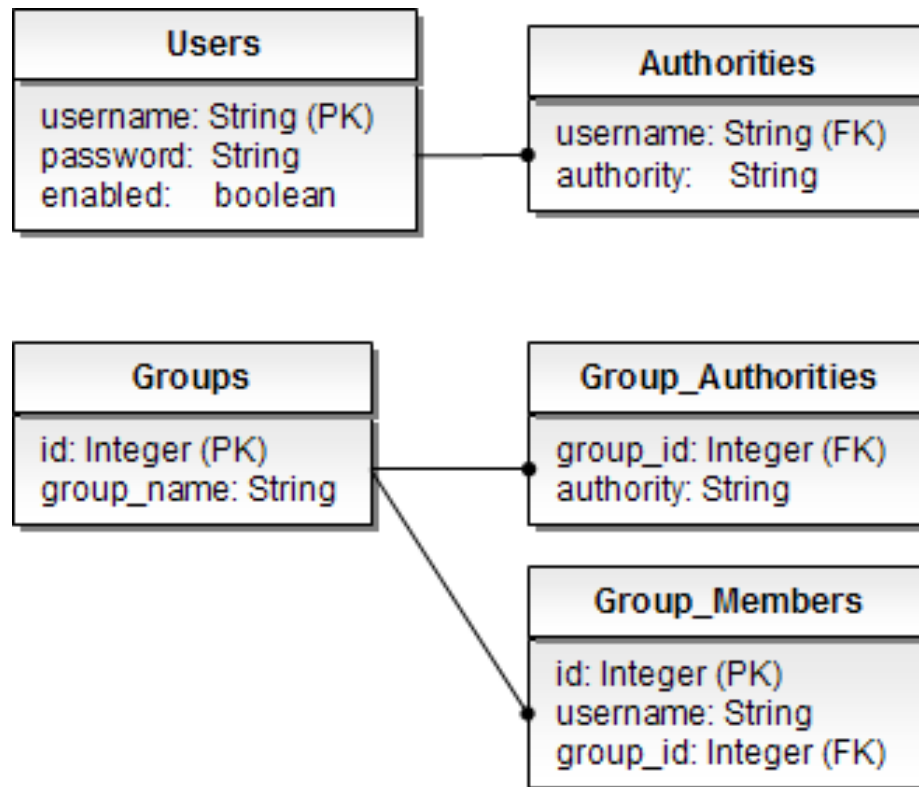 Users
username: String (PK)
password: String
enabled: boolean
Authorities
username: String (FK)
authority: String
Groups
id: Integer (PK)
group_name: String
Group_Authorities
group_id: Integer (FK)
authority: String
Group_Members
id: Integer (PK)
username: String
group_id: Integer (FK)